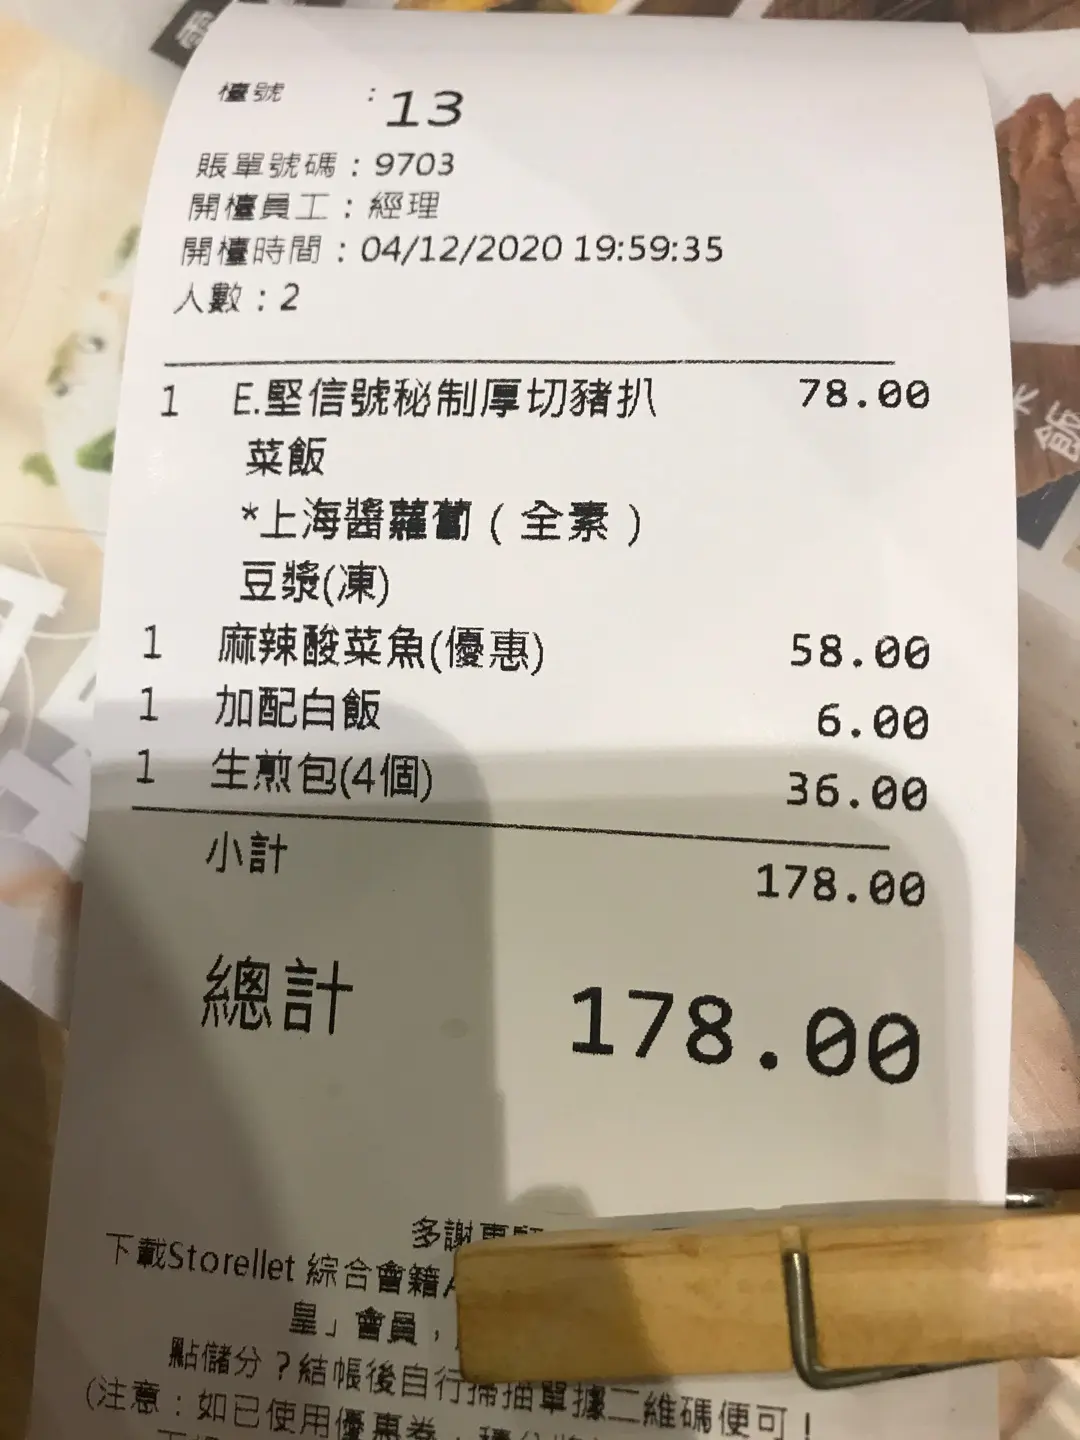 檯號 : 13
賬單號碼 : 9703
開檯員工 : 經理
開檯時間 : 04/12/2020 19:59:35
人數 : 2
1 E.堅信號秘制厚切豬扒 78.00
菜飯
*上海醬蘿蔔 ( 全素 )
豆漿(凍)
1 麻辣酸菜魚(優惠) 58.00
1 加配白飯 6.00
1 生煎包(4個) 36.00
小計 178.00
總計 178.00
多謝惠
下載Storellet 綜合會籍
皇」會員，
點儲分？結帳後自行掃描單據二維碼便可！
(注意：如已使用優惠券，積分
飯